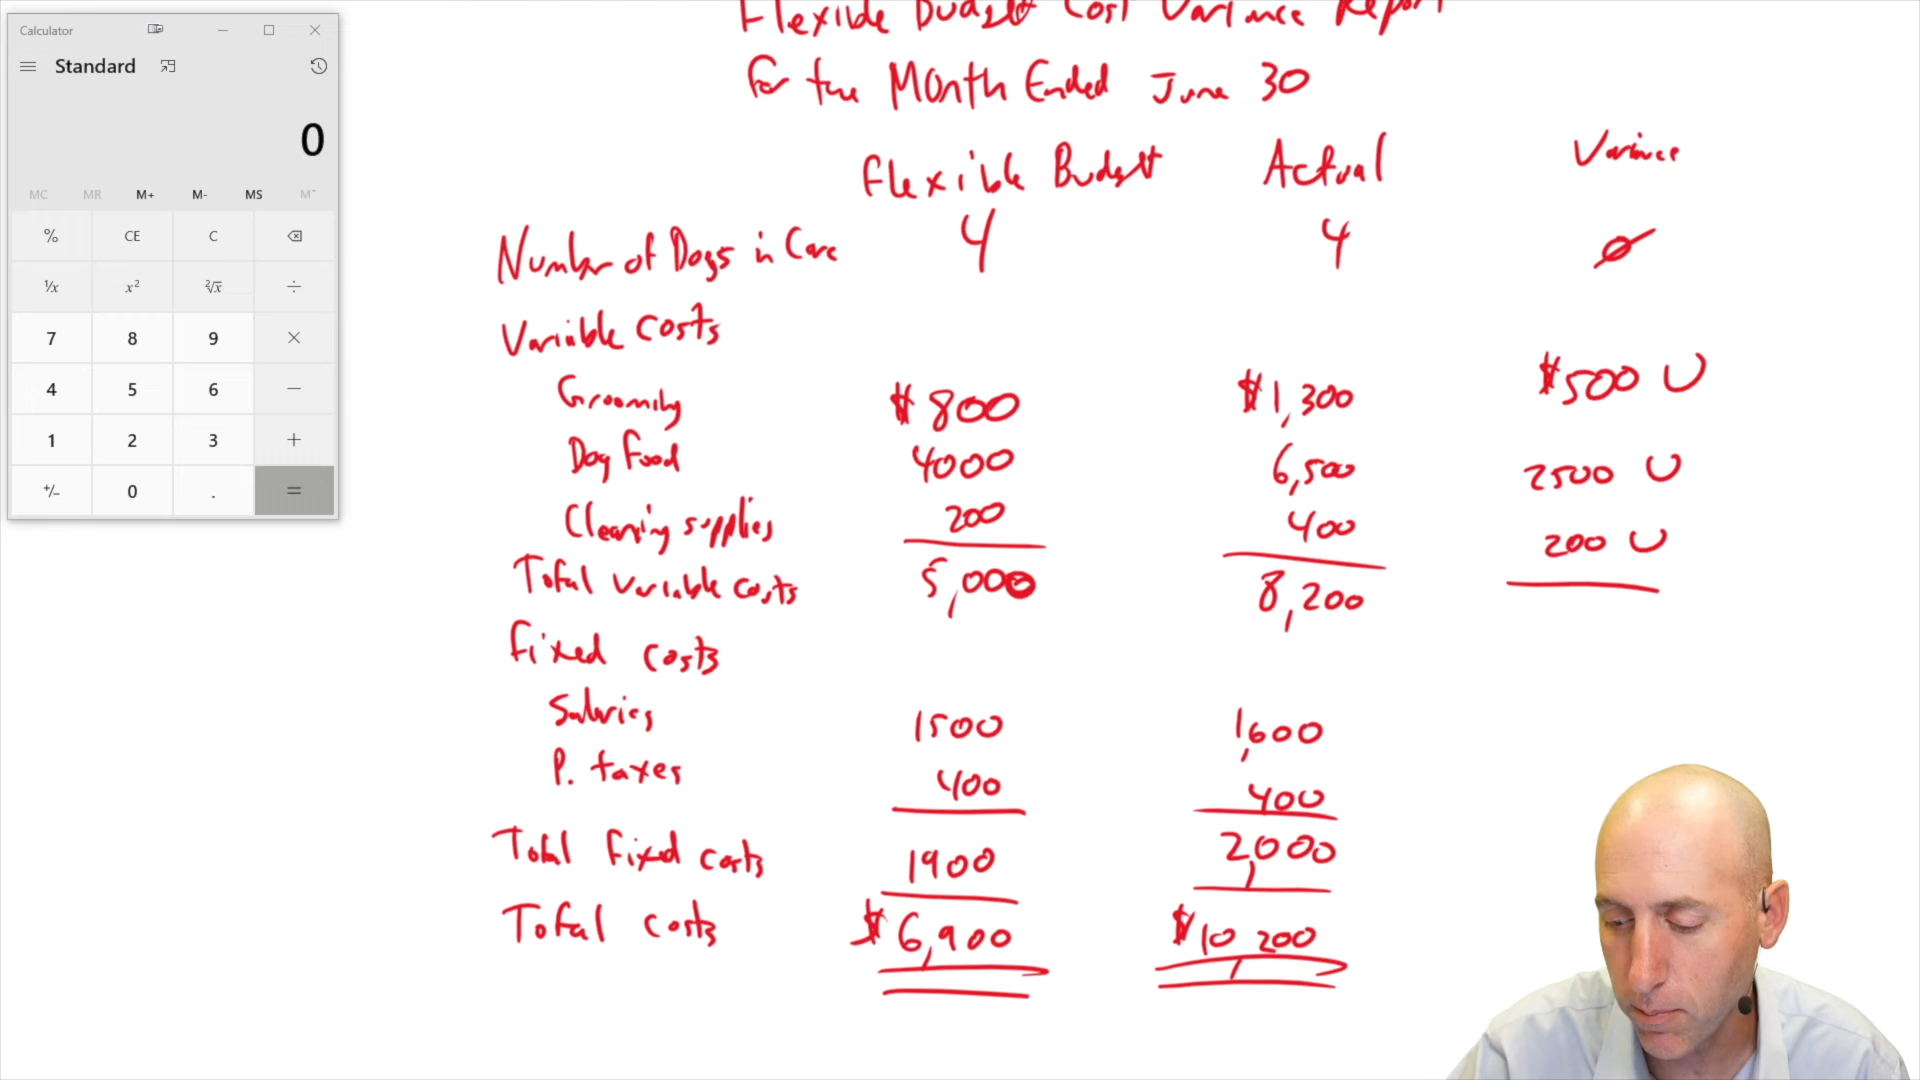 Calculator
Standard
0
MC MR M+ M- MS M˅
% CE C
⅟x x² ²√x ÷
7 8 9 ×
4 5 6 −
1 2 3 +
+/− 0 . =
Flexible Budget Cost Variance Report
For the Month Ended June 30
Flexible Budget Actual Variance
Number of Dogs in Care 4 4 ∅
Variable Costs
Grooming $ 800 $1,300 $500 U
Dog Food 4000 6,500 2500 U
Cleaning supplies 200 400 200 U
Total variable costs 5,000 8,200
Fixed costs
Salaries 1500 1,600
P. taxes 400 400
Total fixed costs 1900 2,000
Total costs $6,900 $10,200